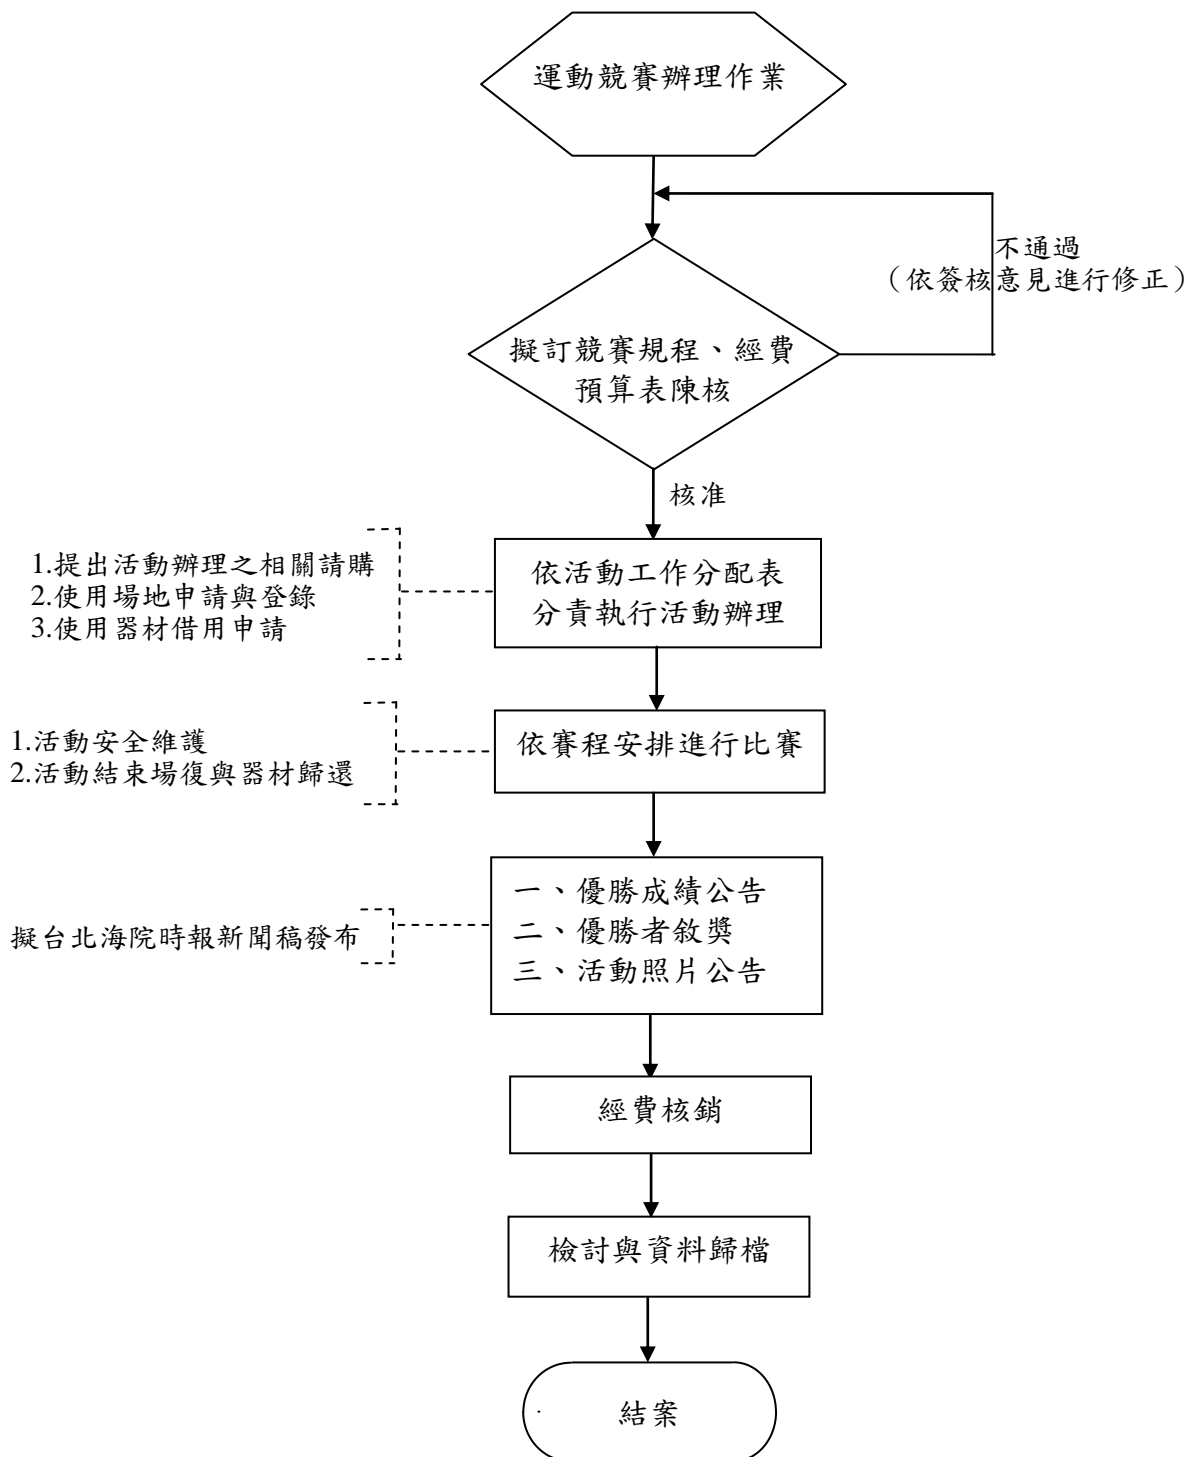 運動競賽辦理作業
不通過
（依簽核意見進行修正）
擬訂競賽規程、經費
預算表陳核
核准
1.提出活動辦理之相關請購
2.使用場地申請與登錄
3.使用器材借用申請
依活動工作分配表
分責執行活動辦理
1.活動安全維護
2.活動結束場復與器材歸還
依賽程安排進行比賽
擬台北海院時報新聞稿發布
一、優勝成績公告
二、優勝者敘獎
三、活動照片公告
經費核銷
檢討與資料歸檔
結案